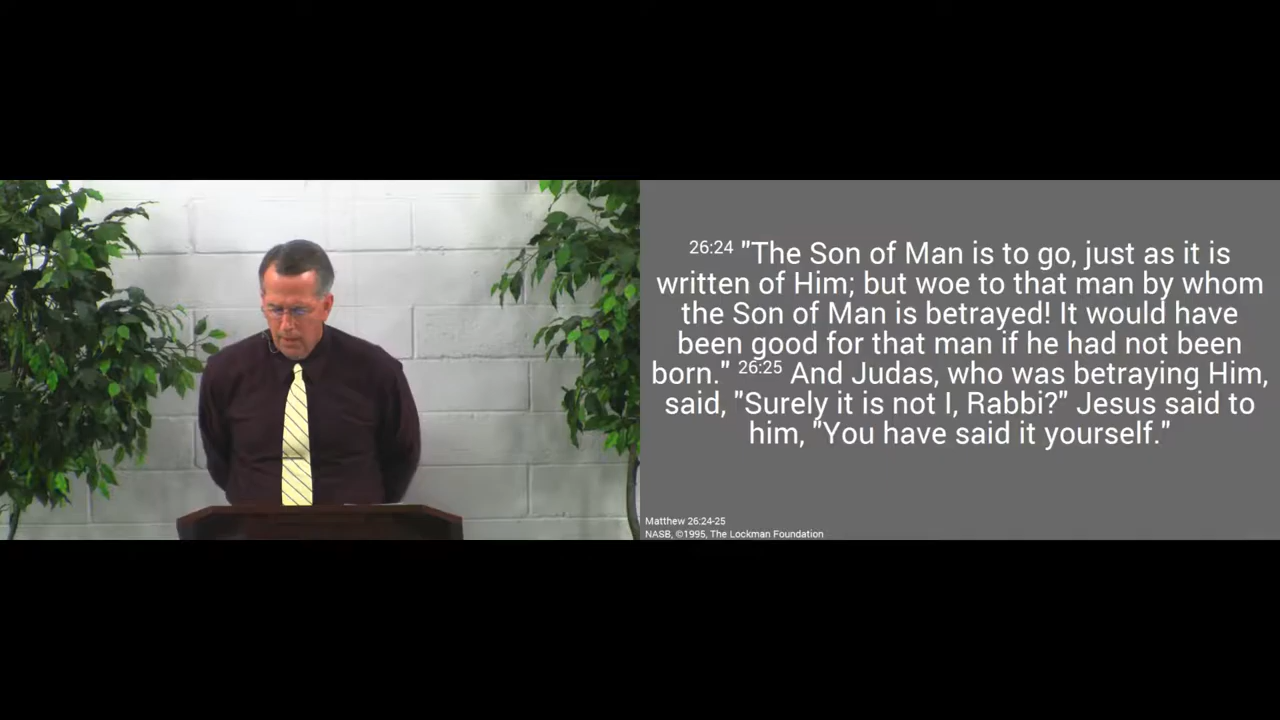 26:24 "The Son of Man is to go, just as it is
written of Him; but woe to that man by whom
the Son of Man is betrayed! It would have
been good for that man if he had not been
born." 26:25 And Judas, who was betraying Him,
said, "Surely it is not I, Rabbi?" Jesus said to
him, "You have said it yourself."
Matthew 26:24-25
NASB, ©1995, The Lockman Foundation